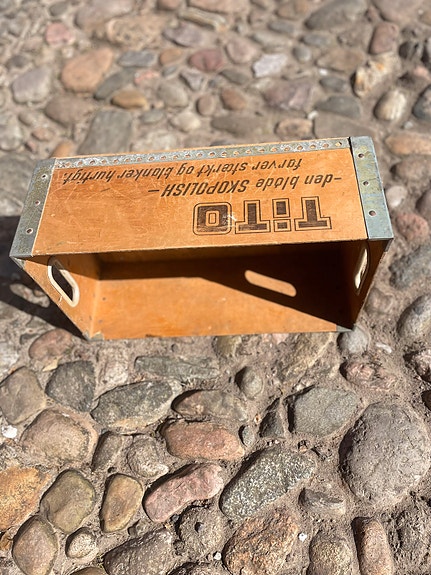 TiTO
-den bløde SKOPOLISH-
farver stærkt og blanker hurtigt.